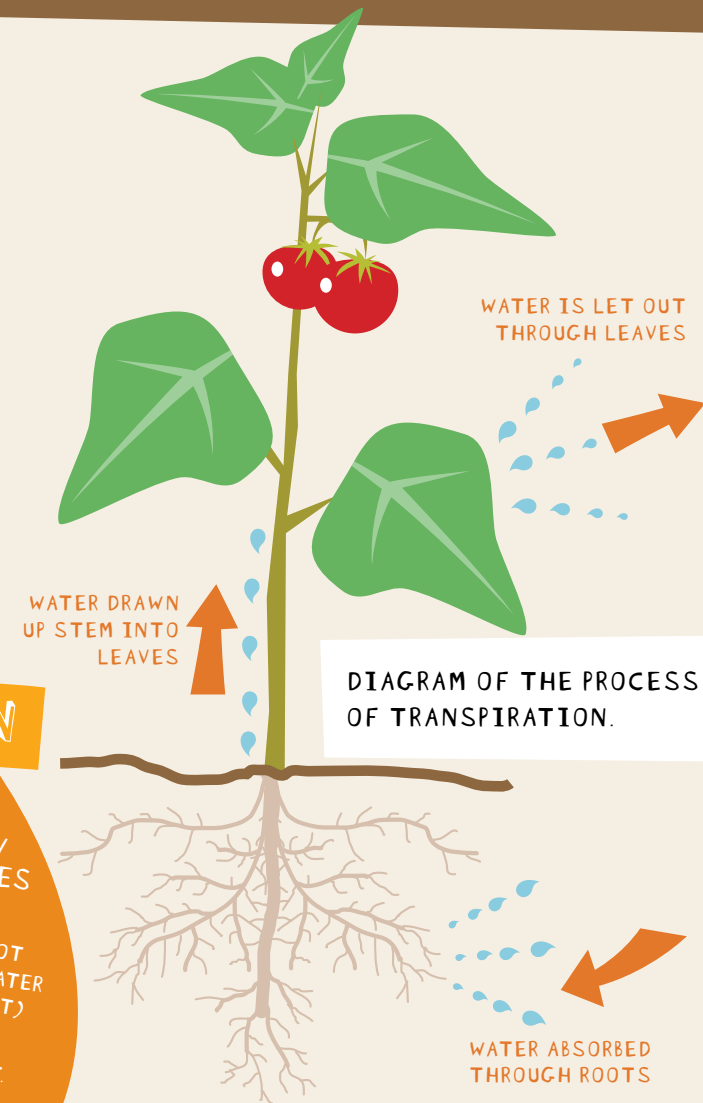 WATER IS LET OUT
THROUGH LEAVES
WATER DRAWN
UP STEM INTO
LEAVES
DIAGRAM OF THE PROCESS
OF TRANSPIRATION.
WATER ABSORBED
THROUGH ROOTS